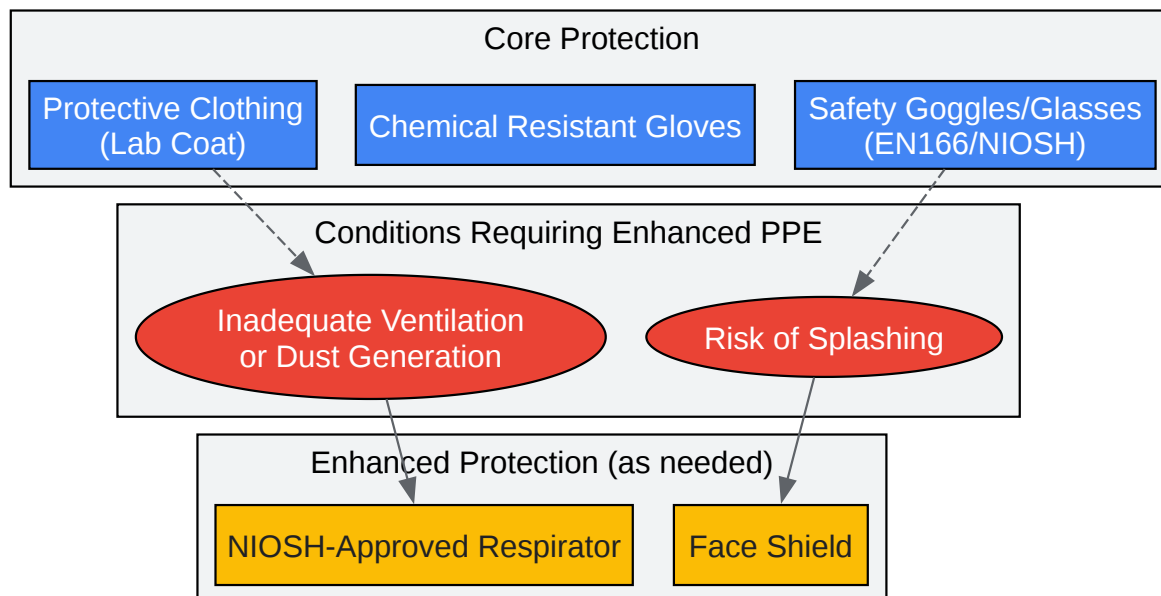 Core Protection
Protective Clothing
(Lab Coat)
Chemical Resistant Gloves
Safety Goggles/Glasses
(EN166/NIOSH)
Conditions Requiring Enhanced PPE
Inadequate Ventilation
or Dust Generation
Risk of Splashing
Enhanced Protection (as needed)
NIOSH-Approved Respirator
Face Shield